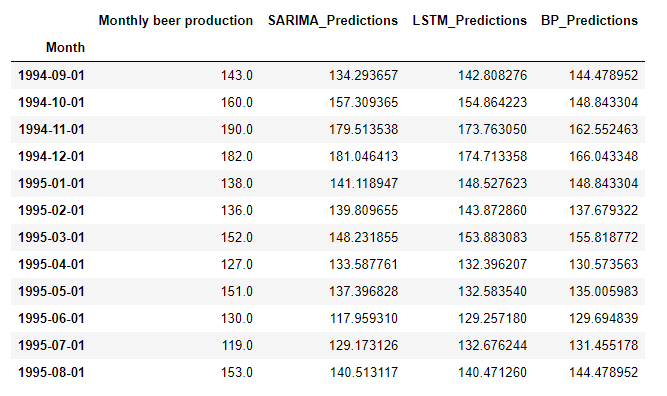 Monthly beer production SARIMA_Predictions LSTM_Predictions BP_Predictions
Month
1994-09-01 143.0 134.293657 142.808276 144.478952
1994-10-01 160.0 157.309365 154.864223 148.843304
1994-11-01 190.0 179.513538 173.763050 162.552463
1994-12-01 182.0 181.046413 174.713358 166.043348
1995-01-01 138.0 141.118947 148.527623 148.843304
1995-02-01 136.0 139.809655 143.872860 137.679322
1995-03-01 152.0 148.231855 153.883083 155.818772
1995-04-01 127.0 133.587761 132.396207 130.573563
1995-05-01 151.0 137.396828 132.583540 135.005983
1995-06-01 130.0 117.959310 129.257180 129.694839
1995-07-01 119.0 129.173126 132.676244 131.455178
1995-08-01 153.0 140.513117 140.471260 144.478952